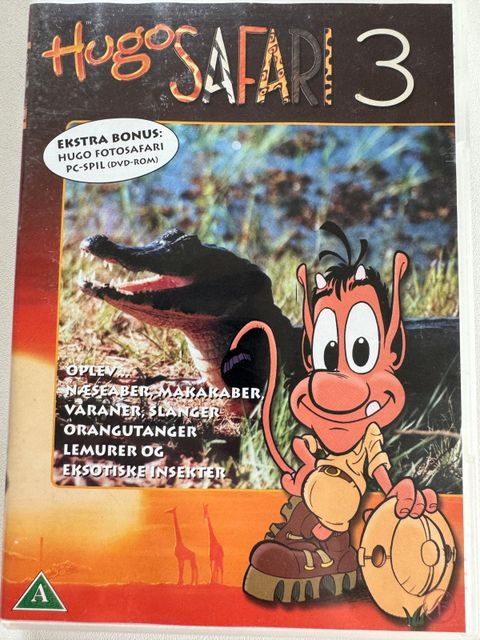 Hugo SAFARI 3
EKSTRA BONUS:
HUGO FOTOSAFARI
PC-SPIL (DVD-ROM)
OPLEV...
NÆSEABER, MAKAKABER,
VARANER, SLANGER
ORANGUTANGER
LEMURER OG
EKSOTISKE INSEKTER
A